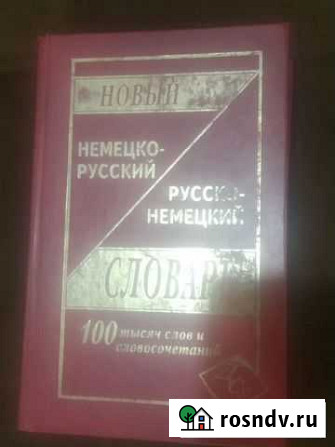 НОВЫЙ
НЕМЕЦКО-
РУССКИЙ
РУССКО-
НЕМЕЦКИЙ
СЛОВАРЬ
100 тысяч слов и
словосочетаний
rosndv.ru